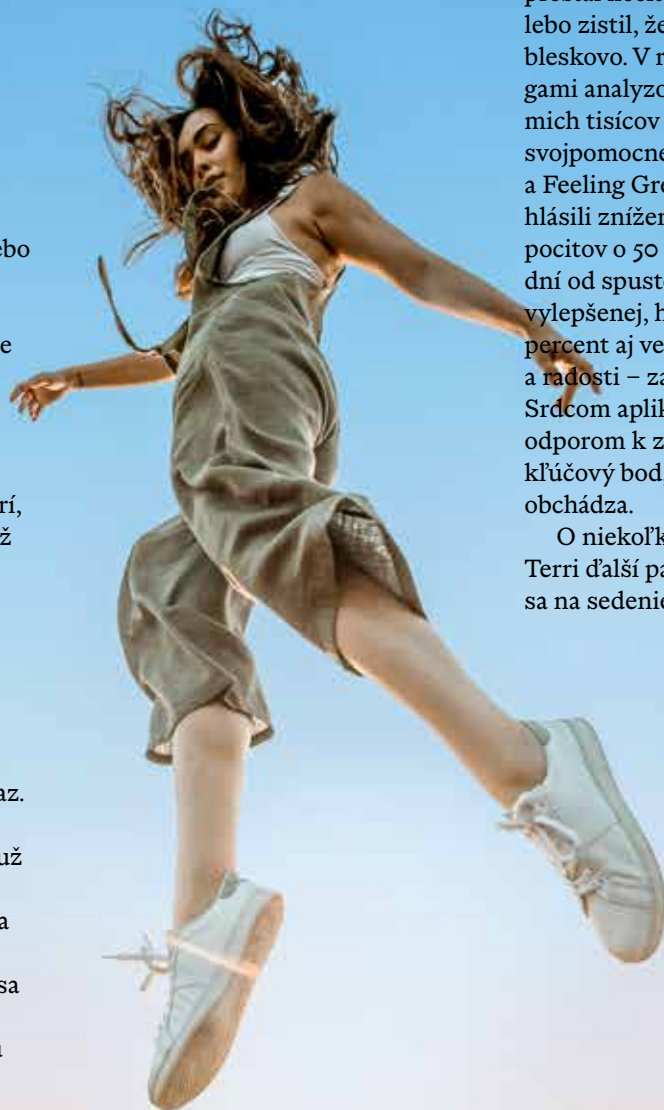 ebo
e
rí,
ž
az.
už
a
sa
u
lebo zistil, že
bleskovo. V r
gami analyzo
mich tisícov
svojpomocne
a Feeling Gre
hlásili znížen
pocitov o 50
dní od spust
vylepšenej, h
percent aj ve
a radosti – za
Srdcom aplik
odporom k z
kľúčový bod
obchádza.
O niekoľk
Terri ďalší pa
sa na sedenie